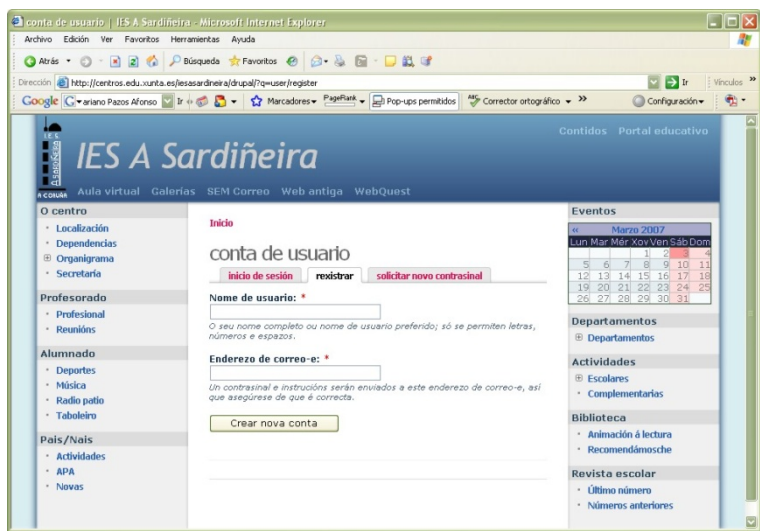 conta de usuario | IES A Sardiñeira - Microsoft Internet Explorer
Archivo Edición Ver Favoritos Herramientas Ayuda
Atrás Búsqueda Favoritos
Dirección http://centros.edu.xunta.es/iesasardineira/drupal/?q=user/register Ir Vínculos »
Google G ariano Pazos Afonso Ir Marcadores PageRank Pop-ups permitidos Corrector ortográfico » Configuración
I E S
A SARDIÑEIRA
A CORUÑA
IES A Sardiñeira
Contidos Portal educativo
Aula virtual Galerías SEM Correo Web antiga WebQuest
O centro
Localización
Dependencias
Organigrama
Secretaría
Profesorado
Profesional
Reunións
Alumnado
Deportes
Música
Radio patio
Taboleiro
Pais/Nais
Actividades
APA
Novas
Inicio
conta de usuario
inicio de sesión rexistrar solicitar novo contrasinal
Nome de usuario: *
O seu nome completo ou nome de usuario preferido; só se permiten letras,
números e espazos.
Enderezo de correo-e: *
Un contrasinal e instrucións serán enviados a este enderezo de correo-e, así
que asegúrese de que é correcta.
Crear nova conta
Eventos
« Marzo 2007
Lun Mar Mér Xov Ven Sáb Dom
1 2 3 4
5 6 7 8 9 10 11
12 13 14 15 16 17 18
19 20 21 22 23 24 25
26 27 28 29 30 31
Departamentos
Departamentos
Actividades
Escolares
Complementarias
Biblioteca
Animación á lectura
Recomendámosche
Revista escolar
Último número
Números anteriores